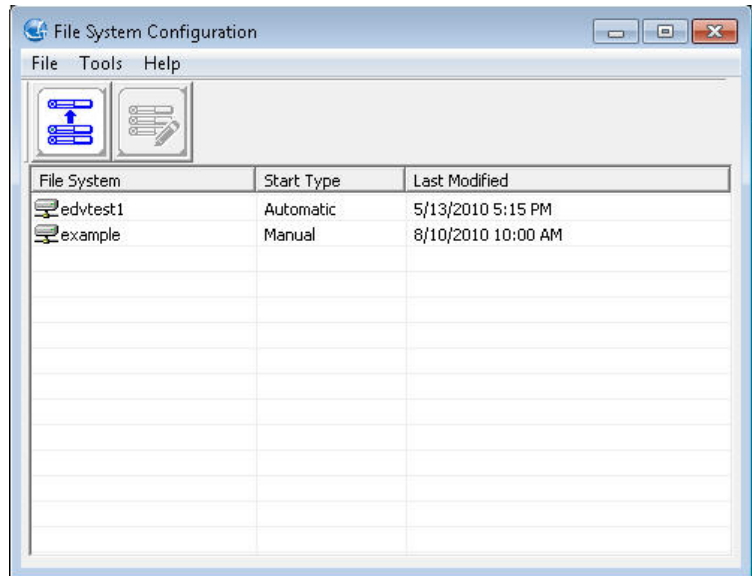 File System Configuration
File Tools Help
File System Start Type Last Modified
edvtest1 Automatic 5/13/2010 5:15 PM
example Manual 8/10/2010 10:00 AM